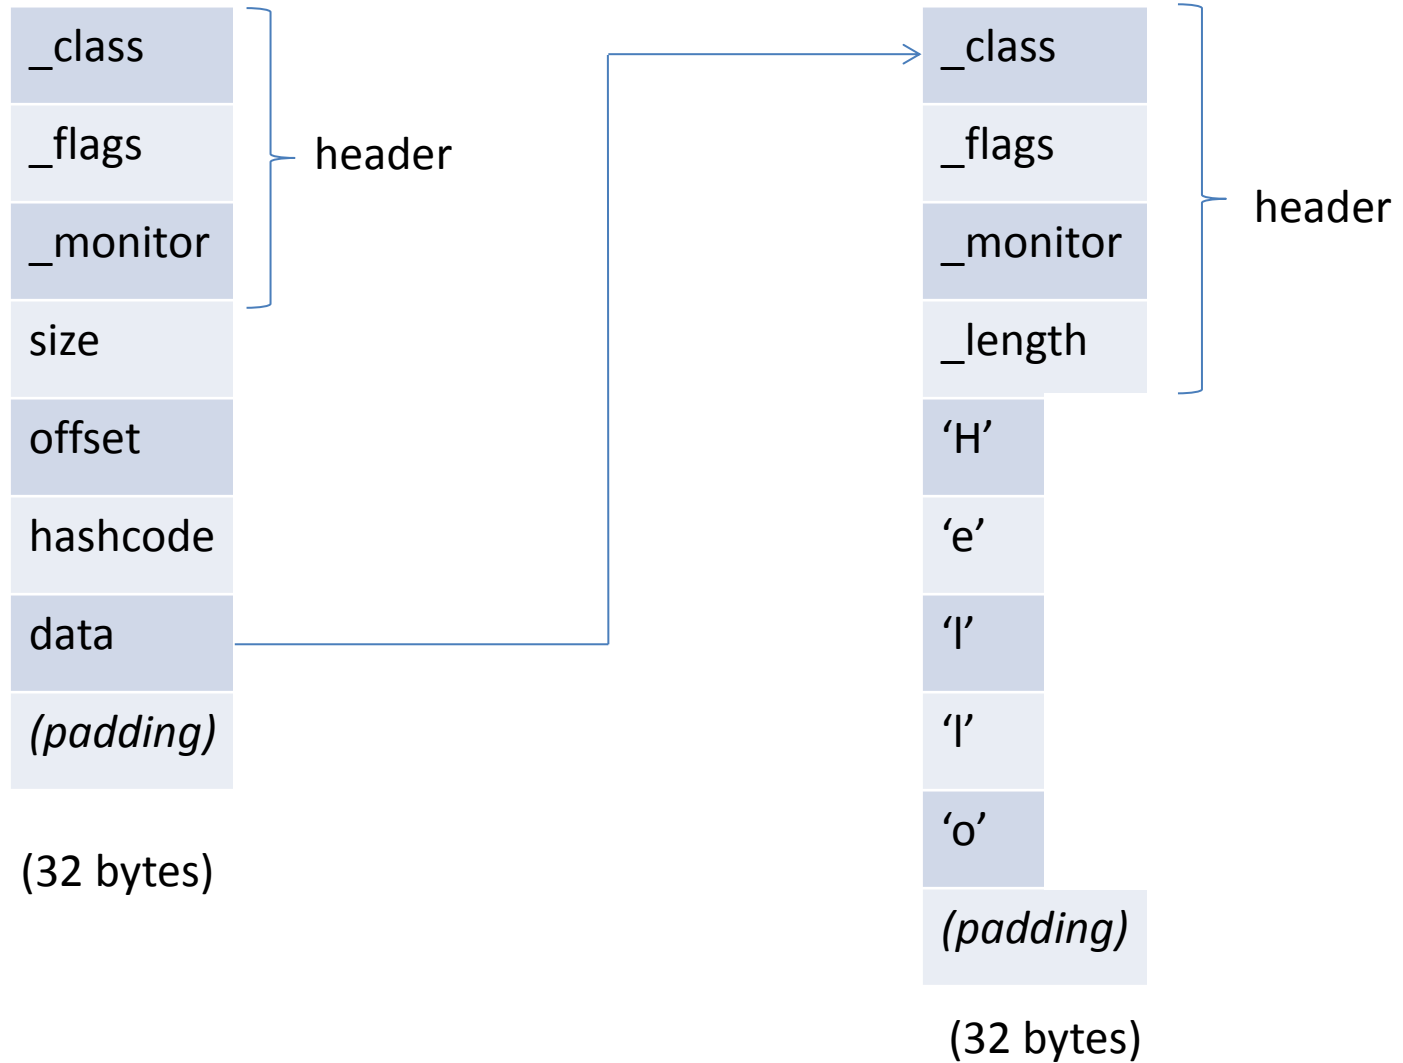 _class
_flags
_monitor
size
offset
hashcode
data
(padding)
(32 bytes)
header
_class
_flags
_monitor
_length
‘H’
‘e’
‘l’
‘l’
‘o’
(padding)
(32 bytes)
header